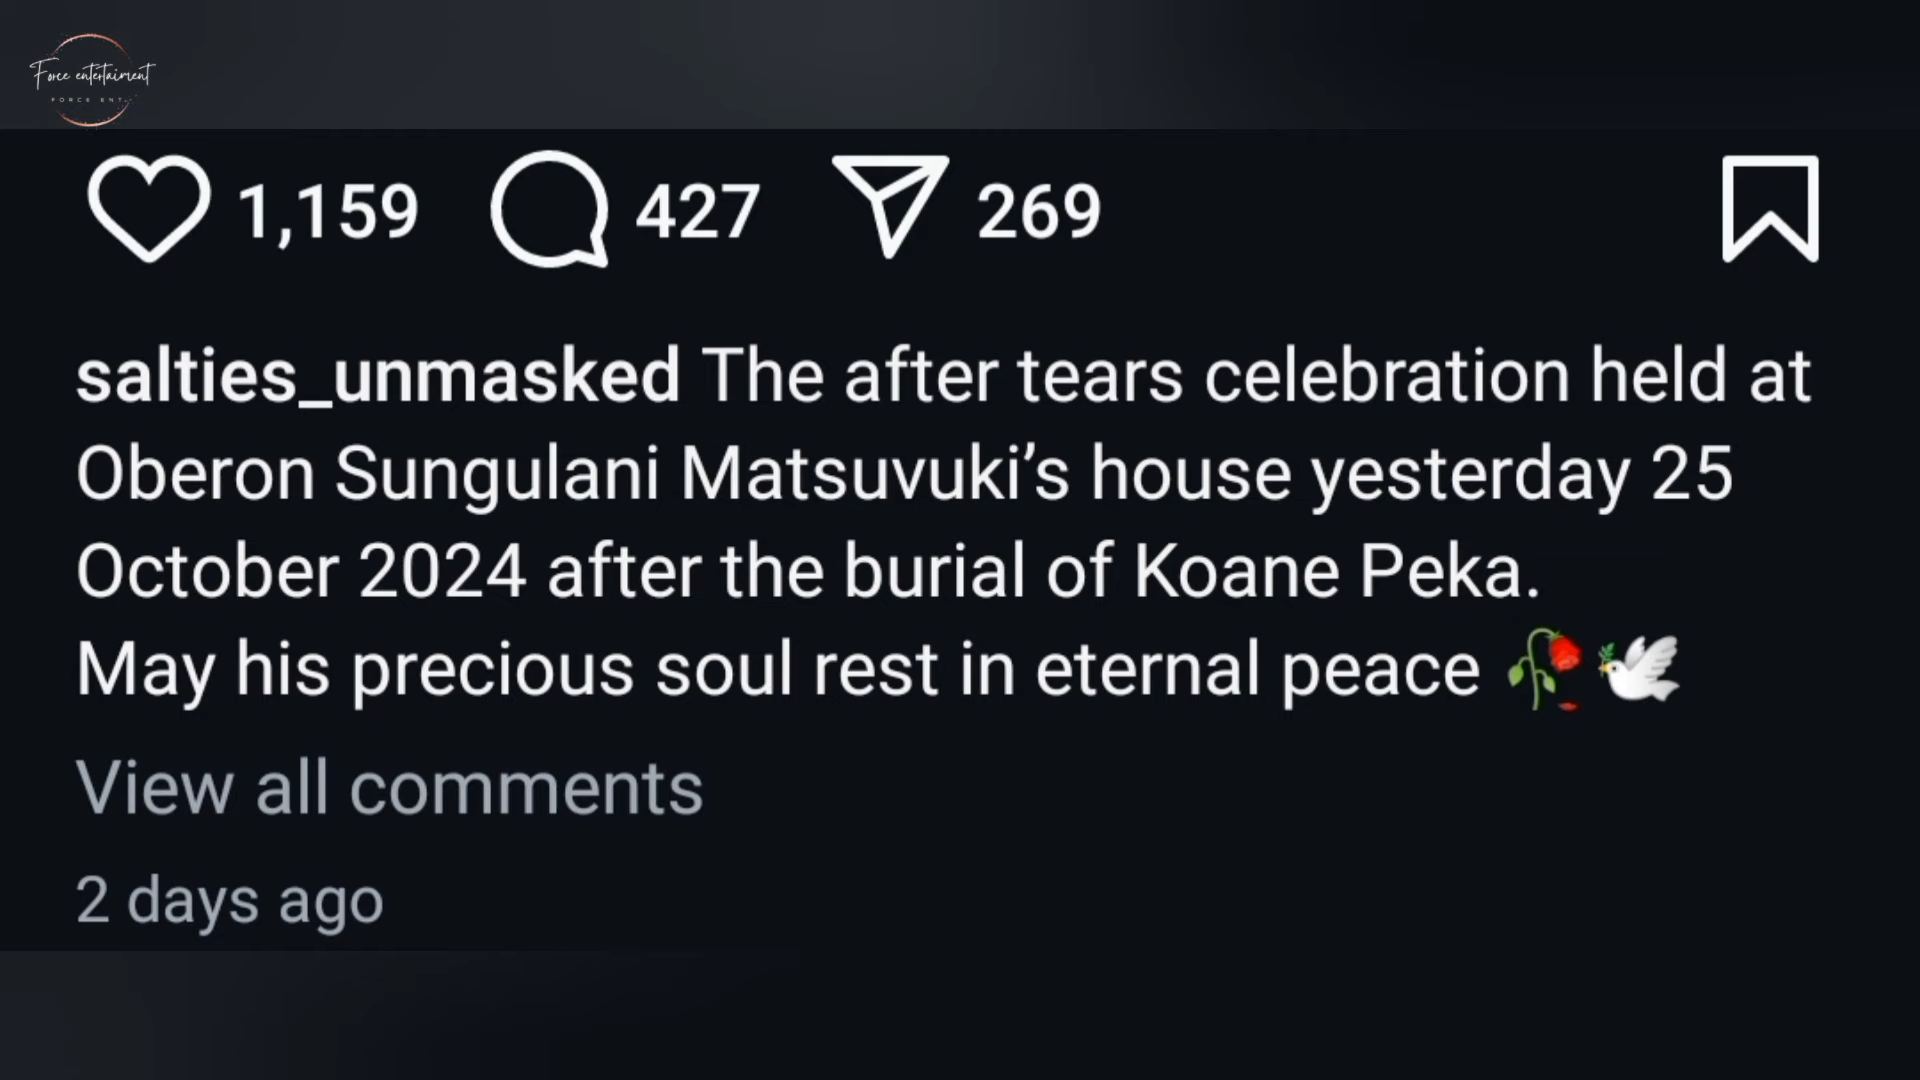 Force entertaiment
FORCE ENT.
1,159 427 269
salties_unmasked The after tears celebration held at
Oberon Sungulani Matsuvuki’s house yesterday 25
October 2024 after the burial of Koane Peka.
May his precious soul rest in eternal peace 🥀🕊️
View all comments
2 days ago